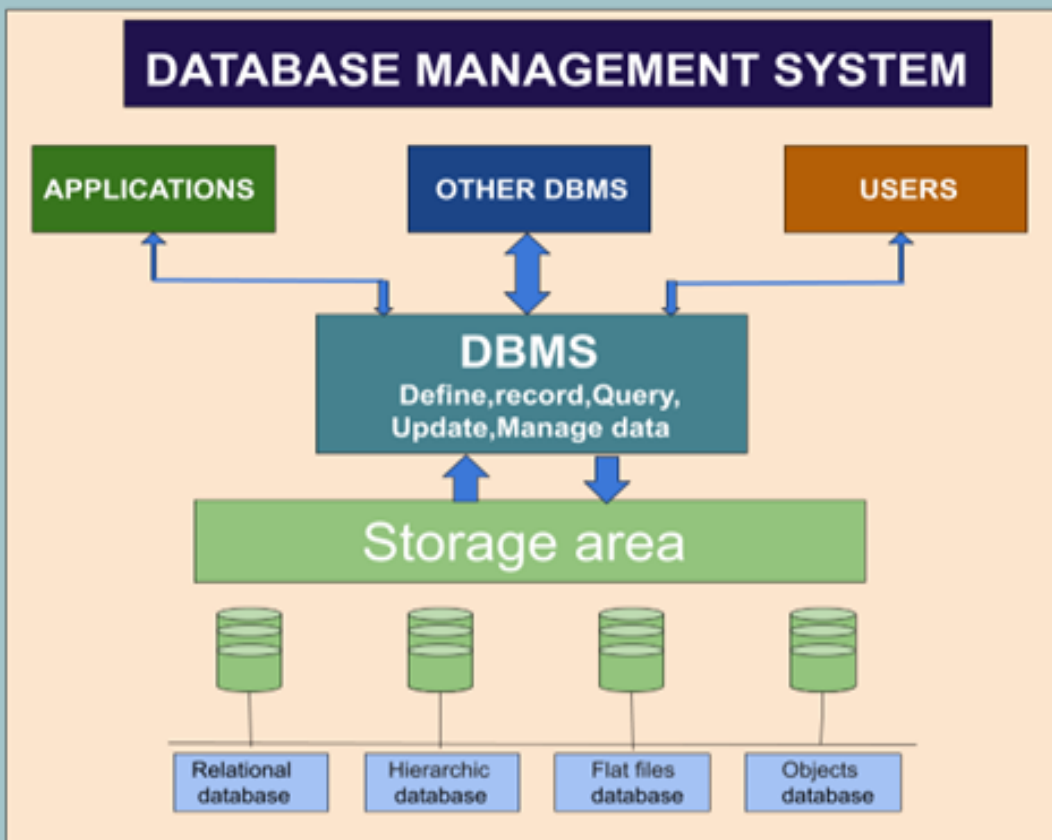 DATABASE MANAGEMENT SYSTEM
APPLICATIONS
OTHER DBMS
USERS
DBMS
Define,record,Query,
Update,Manage data
Storage area
Relational
database
Hierarchic
database
Flat files
database
Objects
database